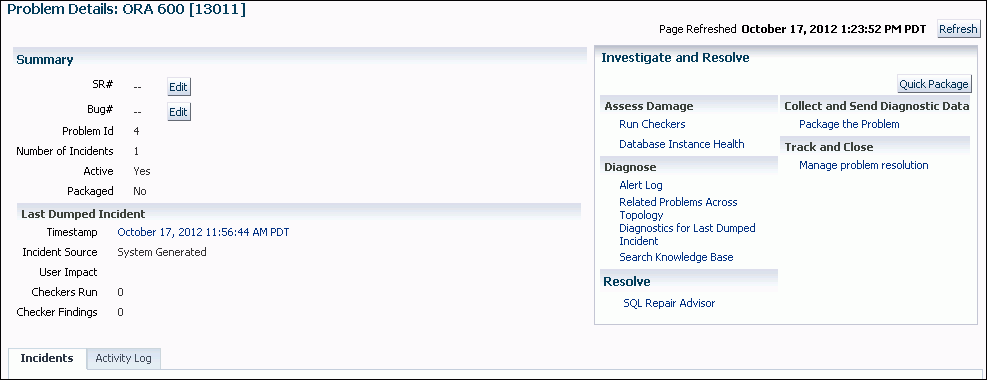 Problem Details: ORA 600 [13011]
Page Refreshed October 17, 2012 1:23:52 PM PDT Refresh
Summary
SR# -- Edit
Bug# -- Edit
Problem Id 4
Number of Incidents 1
Active Yes
Packaged No
Last Dumped Incident
Timestamp October 17, 2012 11:56:44 AM PDT
Incident Source System Generated
User Impact
Checkers Run 0
Checker Findings 0
Investigate and Resolve
Quick Package
Assess Damage
Run Checkers
Database Instance Health
Diagnose
Alert Log
Related Problems Across
Topology
Diagnostics for Last Dumped
Incident
Search Knowledge Base
Resolve
SQL Repair Advisor
Collect and Send Diagnostic Data
Package the Problem
Track and Close
Manage problem resolution
Incidents Activity Log